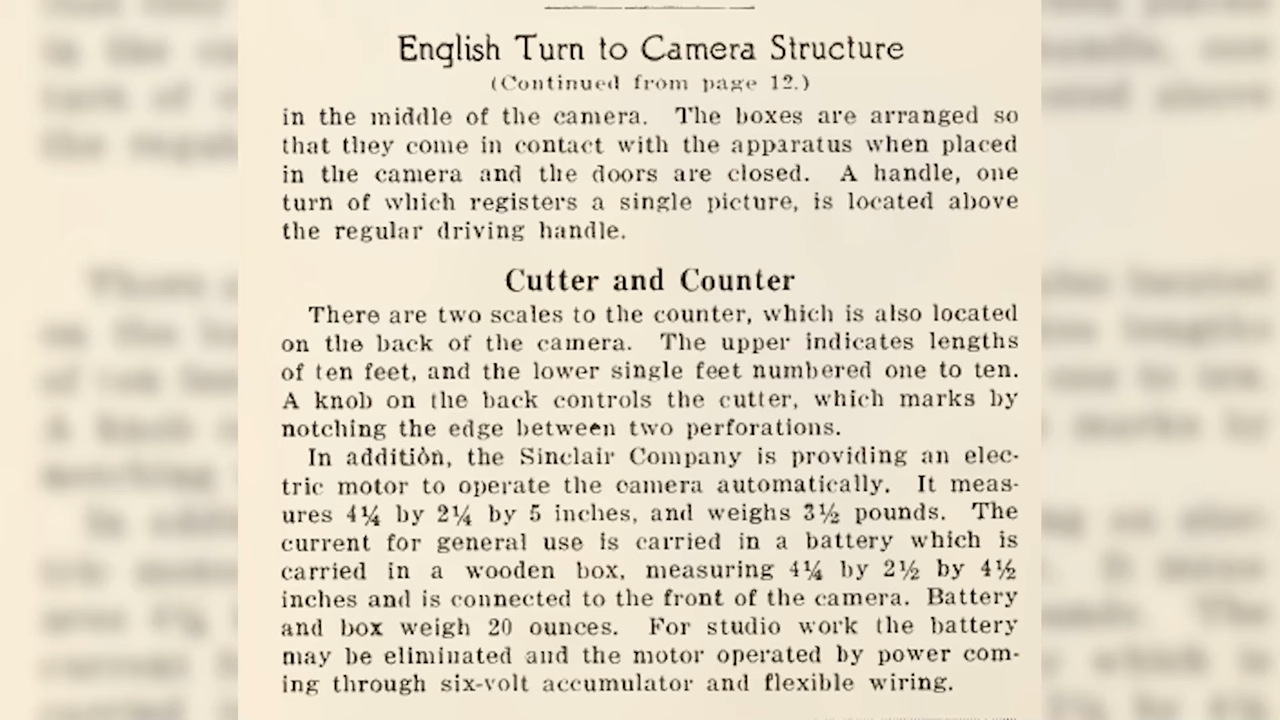 English Turn to Camera Structure
(Continued from page 12.)
in the middle of the camera. The boxes are arranged so
that they come in contact with the apparatus when placed
in the camera and the doors are closed. A handle, one
turn of which registers a single picture, is located above
the regular driving handle.
Cutter and Counter
There are two scales to the counter, which is also located
on the back of the camera. The upper indicates lengths
of ten feet, and the lower single feet numbered one to ten.
A knob on the back controls the cutter, which marks by
notching the edge between two perforations.
In addition, the Sinclair Company is providing an elec-
tric motor to operate the camera automatically. It meas-
ures 4¼ by 2¼ by 5 inches, and weighs 3½ pounds. The
current for general use is carried in a battery which is
carried in a wooden box, measuring 4¼ by 2½ by 4½
inches and is connected to the front of the camera. Battery
and box weigh 20 ounces. For studio work the battery
may be eliminated and the motor operated by power com-
ing through six-volt accumulator and flexible wiring.